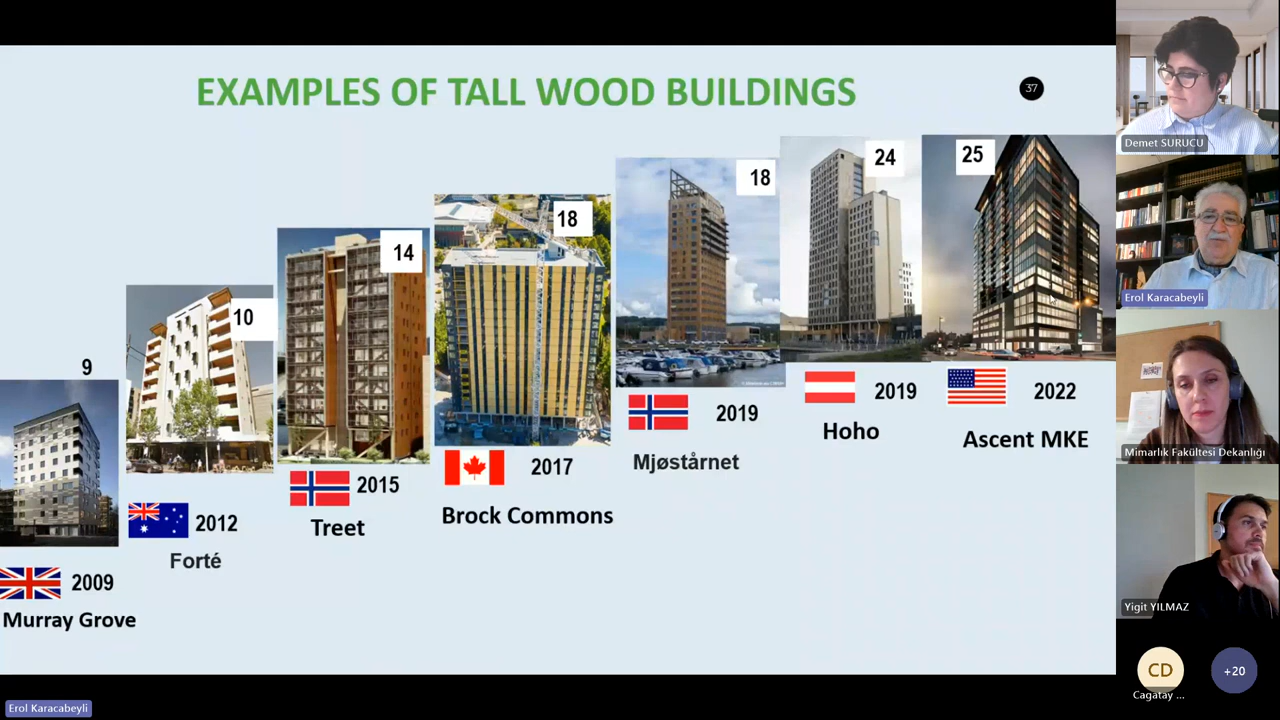 EXAMPLES OF TALL WOOD BUILDINGS
37
9
10
14
18
18
24
25
2009
Murray Grove
2012
Forté
2015
Treet
2017
Brock Commons
2019
Mjøstårnet
2019
Hoho
2022
Ascent MKE
Demet SURUCU
Erol Karacabeyli
Mimarlık Fakültesi Dekanlığı
Yigit YILMAZ
CD
Cagatay ...
+20
Erol Karacabeyli